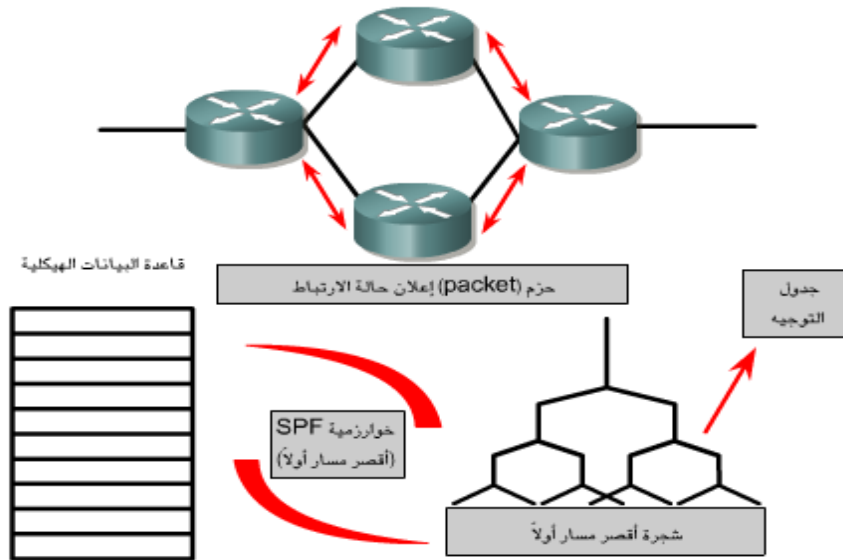 قاعدة البيانات الهيكلية
حزم (packet) إعلان حالة الارتباط
جدول
التوجيه
خوارزمية SPF
(أقصر مسار أولاً)
شجرة أقصر مسار أولاً